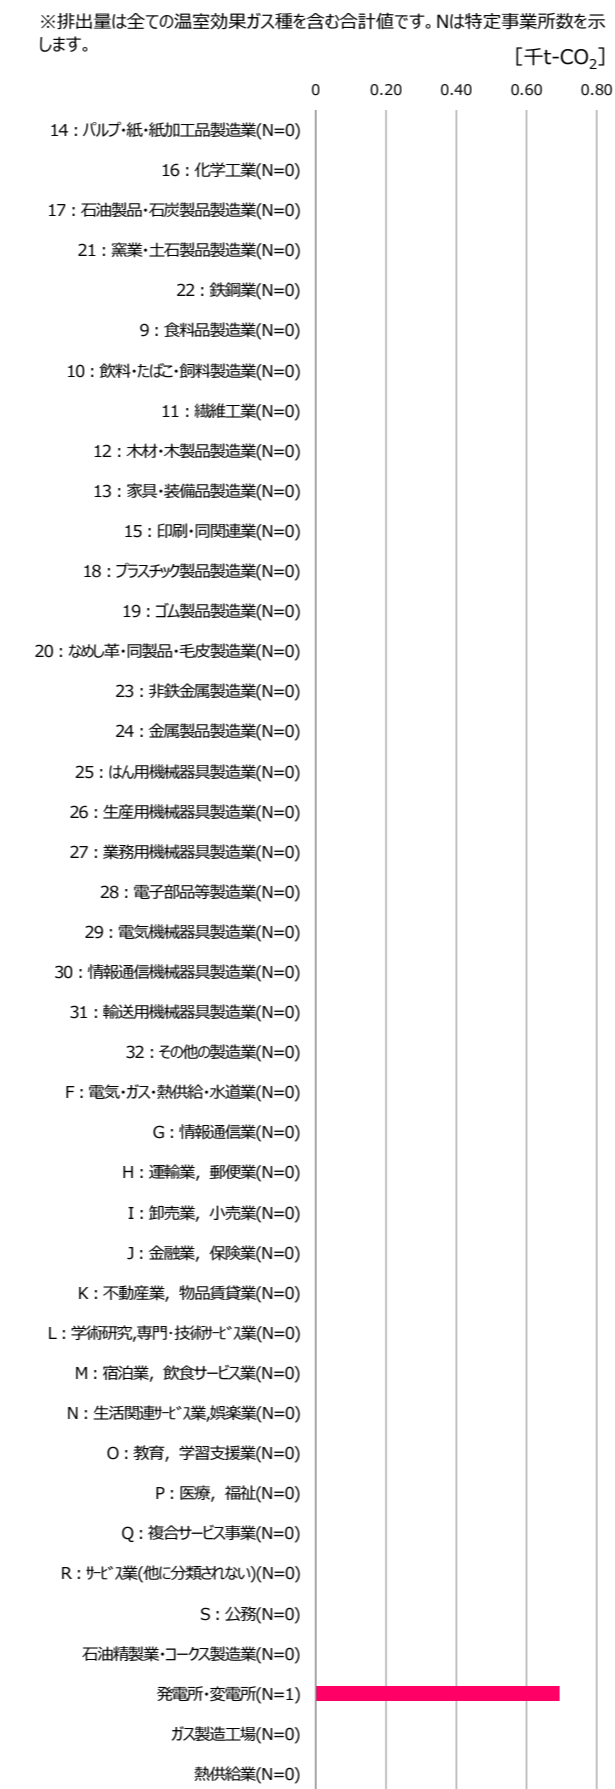 ※排出量は全ての温室効果ガス種を含む合計値です。Nは特定事業所数を示
します。
[千t-CO2]
0 0.20 0.40 0.60 0.80
14：パルプ・紙・紙加工品製造業(N=0)
16：化学工業(N=0)
17：石油製品・石炭製品製造業(N=0)
21：窯業・土石製品製造業(N=0)
22：鉄鋼業(N=0)
9：食料品製造業(N=0)
10：飲料・たばこ・飼料製造業(N=0)
11：繊維工業(N=0)
12：木材・木製品製造業(N=0)
13：家具・装備品製造業(N=0)
15：印刷・同関連業(N=0)
18：プラスチック製品製造業(N=0)
19：ゴム製品製造業(N=0)
20：なめし革・同製品・毛皮製造業(N=0)
23：非鉄金属製造業(N=0)
24：金属製品製造業(N=0)
25：はん用機械器具製造業(N=0)
26：生産用機械器具製造業(N=0)
27：業務用機械器具製造業(N=0)
28：電子部品等製造業(N=0)
29：電気機械器具製造業(N=0)
30：情報通信機械器具製造業(N=0)
31：輸送用機械器具製造業(N=0)
32：その他の製造業(N=0)
F：電気・ガス・熱供給・水道業(N=0)
G：情報通信業(N=0)
H：運輸業，郵便業(N=0)
I：卸売業，小売業(N=0)
J：金融業，保険業(N=0)
K：不動産業，物品賃貸業(N=0)
L：学術研究,専門・技術ｻｰﾋﾞｽ業(N=0)
M：宿泊業，飲食サービス業(N=0)
N：生活関連ｻｰﾋﾞｽ業,娯楽業(N=0)
O：教育，学習支援業(N=0)
P：医療，福祉(N=0)
Q：複合サービス事業(N=0)
R：ｻｰﾋﾞｽ業(他に分類されない)(N=0)
S：公務(N=0)
石油精製業・コークス製造業(N=0)
発電所・変電所(N=1)
ガス製造工場(N=0)
熱供給業(N=0)